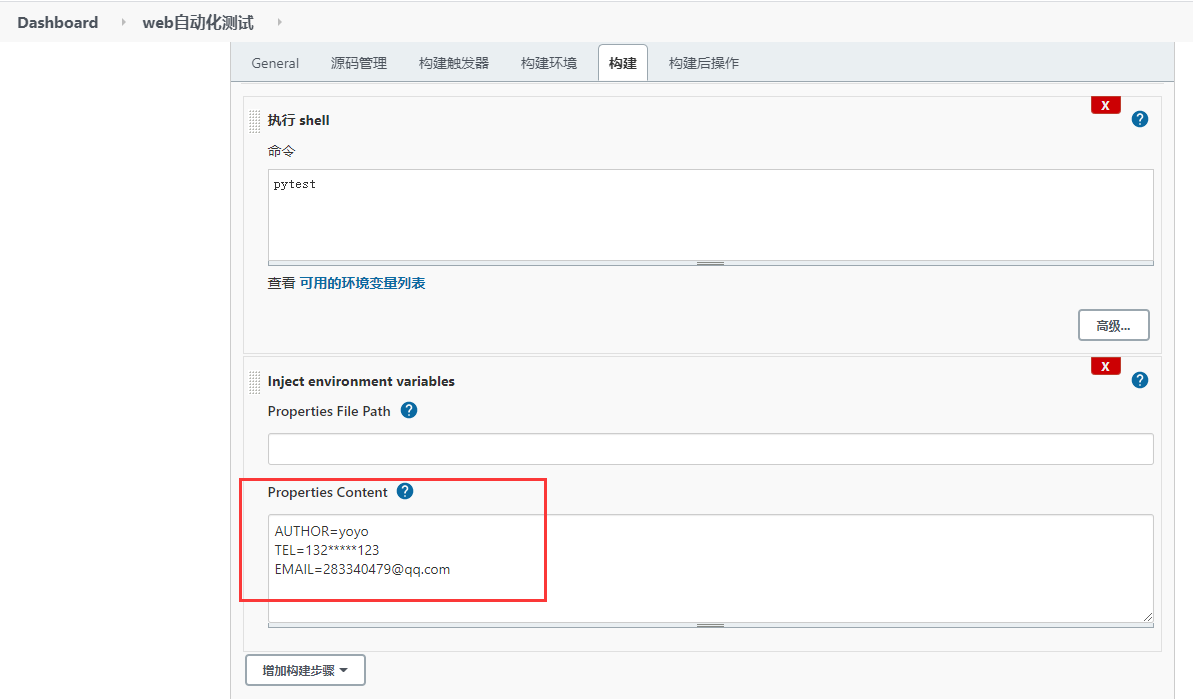 Dashboard web自动化测试
General 源码管理 构建触发器 构建环境 构建 构建后操作
X
执行 shell ?
命令
pytest
查看 可用的环境变量列表
高级...
X
Inject environment variables ?
Properties File Path ?
Properties Content ?
AUTHOR=yoyo
TEL=132*****123
EMAIL=283340479@qq.com
增加构建步骤